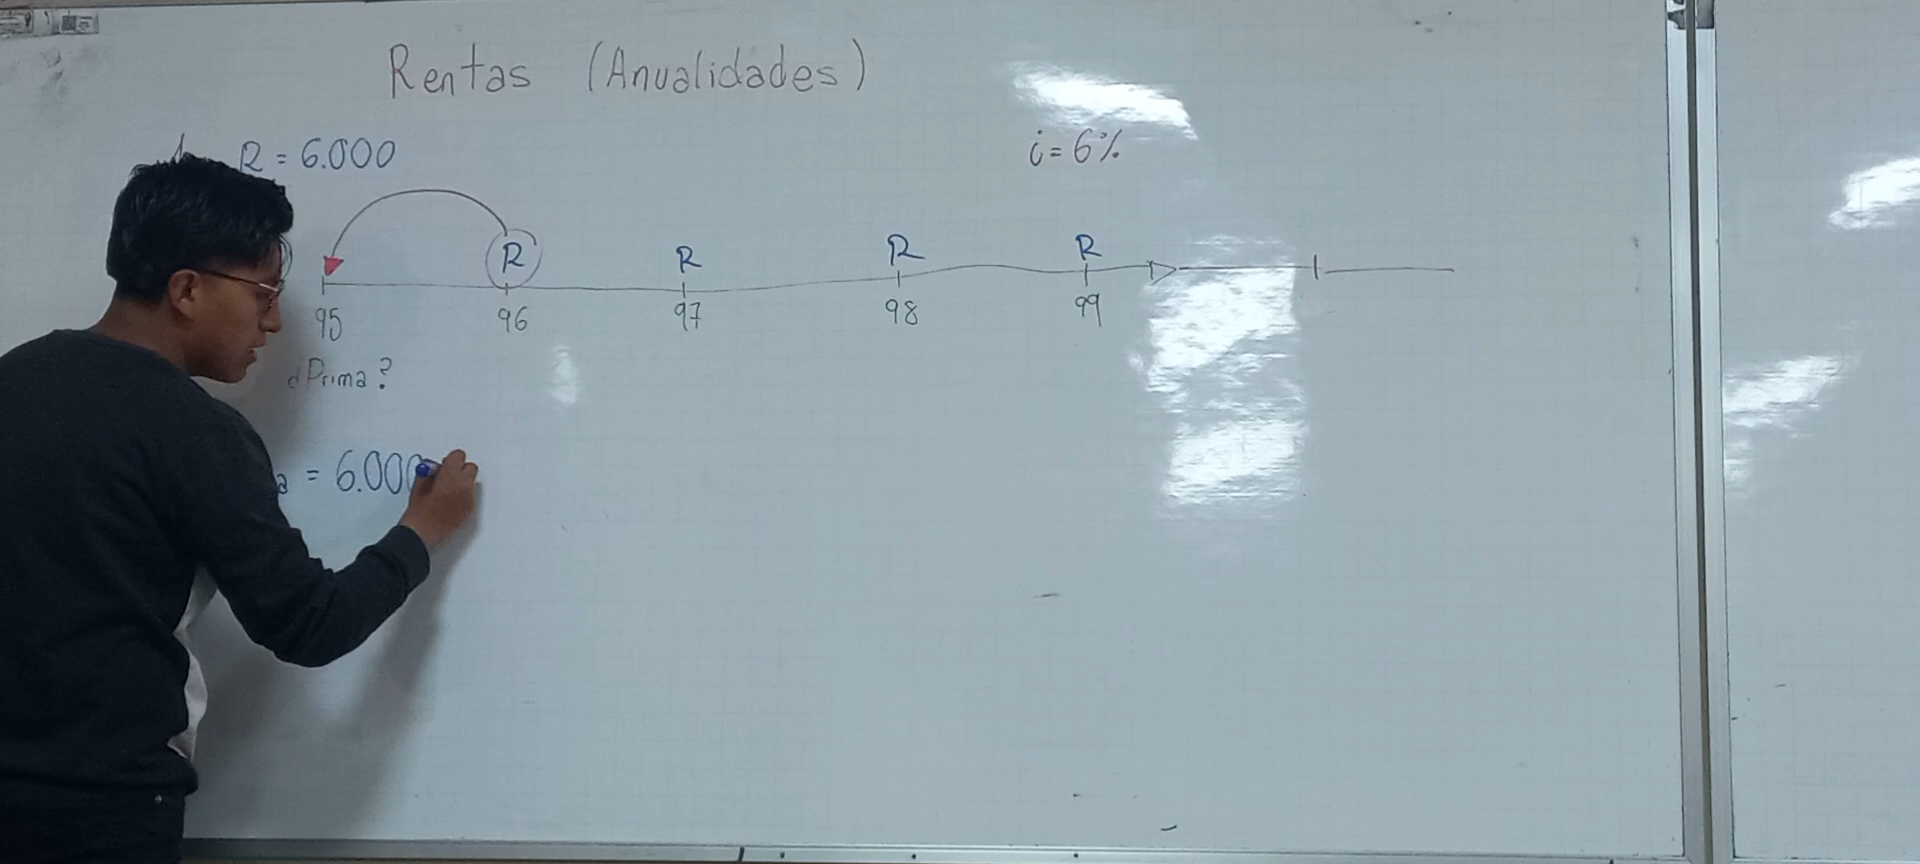 Rentas (Anualidades)
R = 6.000
i = 6%
R R R R
95 96 97 98 99
¿Prima?
a = 6.000